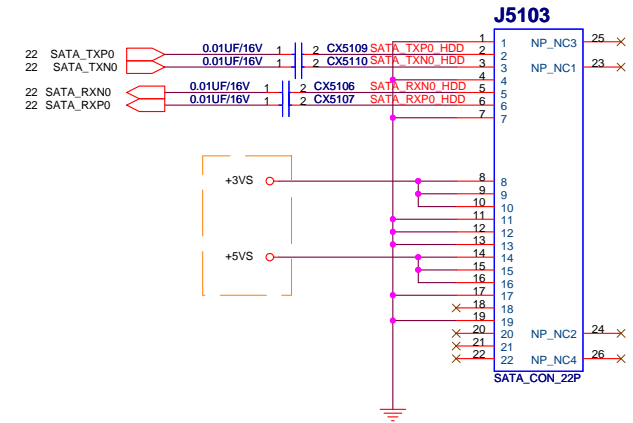 J5103
22 SATA_TXP0 0.01UF/16V 1 2 CX5109 SATA_TXP0_HDD
22 SATA_TXN0 0.01UF/16V 1 2 CX5110 SATA_TXN0_HDD
22 SATA_RXN0 0.01UF/16V 1 2 CX5106 SATA_RXN0_HDD
22 SATA_RXP0 0.01UF/16V 1 2 CX5107 SATA_RXP0_HDD
1 1 NP_NC3 25
2 2
3 3 NP_NC1 23
4 4
5 5
6 6
7 7
+3VS 8 8
9 9
10 10
11 11
12 12
13 13
+5VS 14 14
15 15
16 16
17 17
18 18
19 19
20 20 NP_NC2 24
21 21
22 22 NP_NC4 26
SATA_CON_22P